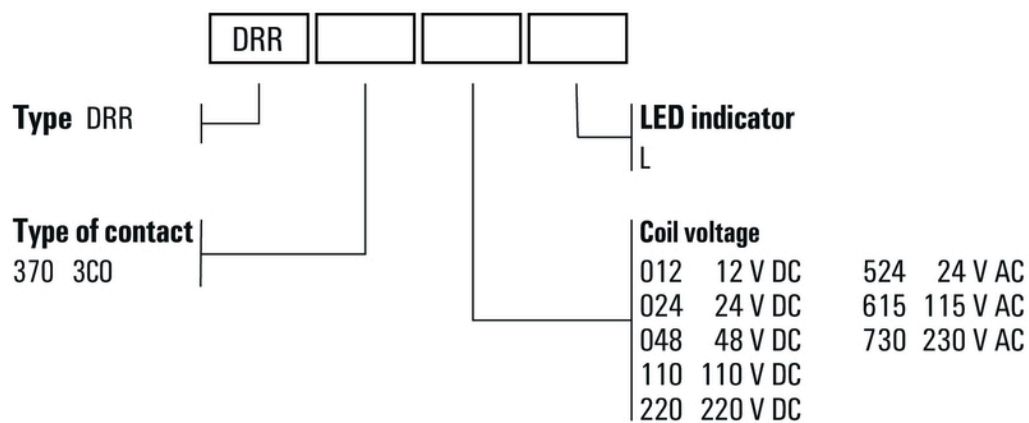 DRR
Type DRR
LED indicator
L
Type of contact
370 3CO
Coil voltage
012 12 V DC 524 24 V AC
024 24 V DC 615 115 V AC
048 48 V DC 730 230 V AC
110 110 V DC
220 220 V DC